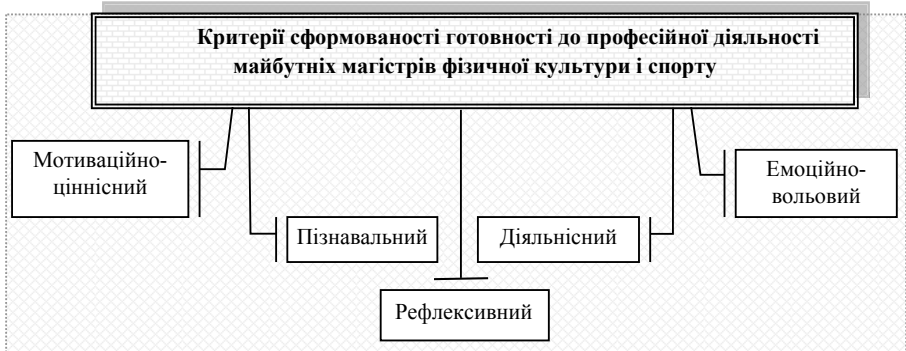 Критерії сформованості готовності до професійної діяльності
майбутніх магістрів фізичної культури і спорту
Мотиваційно-
ціннісний
Емоційно-
вольовий
Пізнавальний
Діяльнісний
Рефлексивний